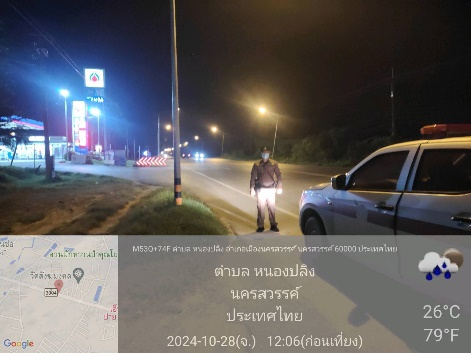 M53Q+74F ตำบล หนองปลิง อำเภอเมืองนครสวรรค์ นครสวรรค์ 60000 ประเทศไทย
ตำบล หนองปลิง
นครสวรรค์
ประเทศไทย
2024-10-28(จ.) 12:06(ก่อนเที่ยง)
26°C
79°F
3004
Google